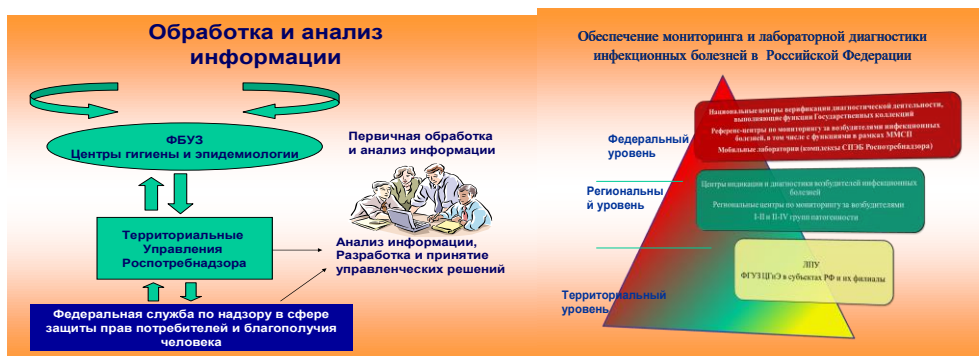 Обработка и анализ
информации
ФБУЗ
Центры гигиены и эпидемиологии
Первичная обработка
и анализ информации
Территориальные
Управления
Роспотребнадзора
Анализ информации,
Разработка и принятие
управленческих решений
Федеральная служба по надзору в сфере
защиты прав потребителей и благополучия
человека
Обеспечение мониторинга и лабораторной диагностики
инфекционных болезней в Российской Федерации
Федеральный
уровень
Национальные центры верификации диагностической деятельности,
выполняющие функции Государственных коллекций
Референс-центры по мониторингу за возбудителями инфекционных
болезней, в том числе с функциями в рамках ММСП
Мобильные лаборатории (комплексы СПЭБ Роспотребнадзора)
Региональны
й уровень
Центры индикации и диагностики возбудителей инфекционных
болезней
Региональные центры по мониторингу за возбудителями
I-II и II-IV групп патогенности
Территориальный
уровень
ЛПУ
ФГУЗ ЦГиЭ в субъектах РФ и их филиалы